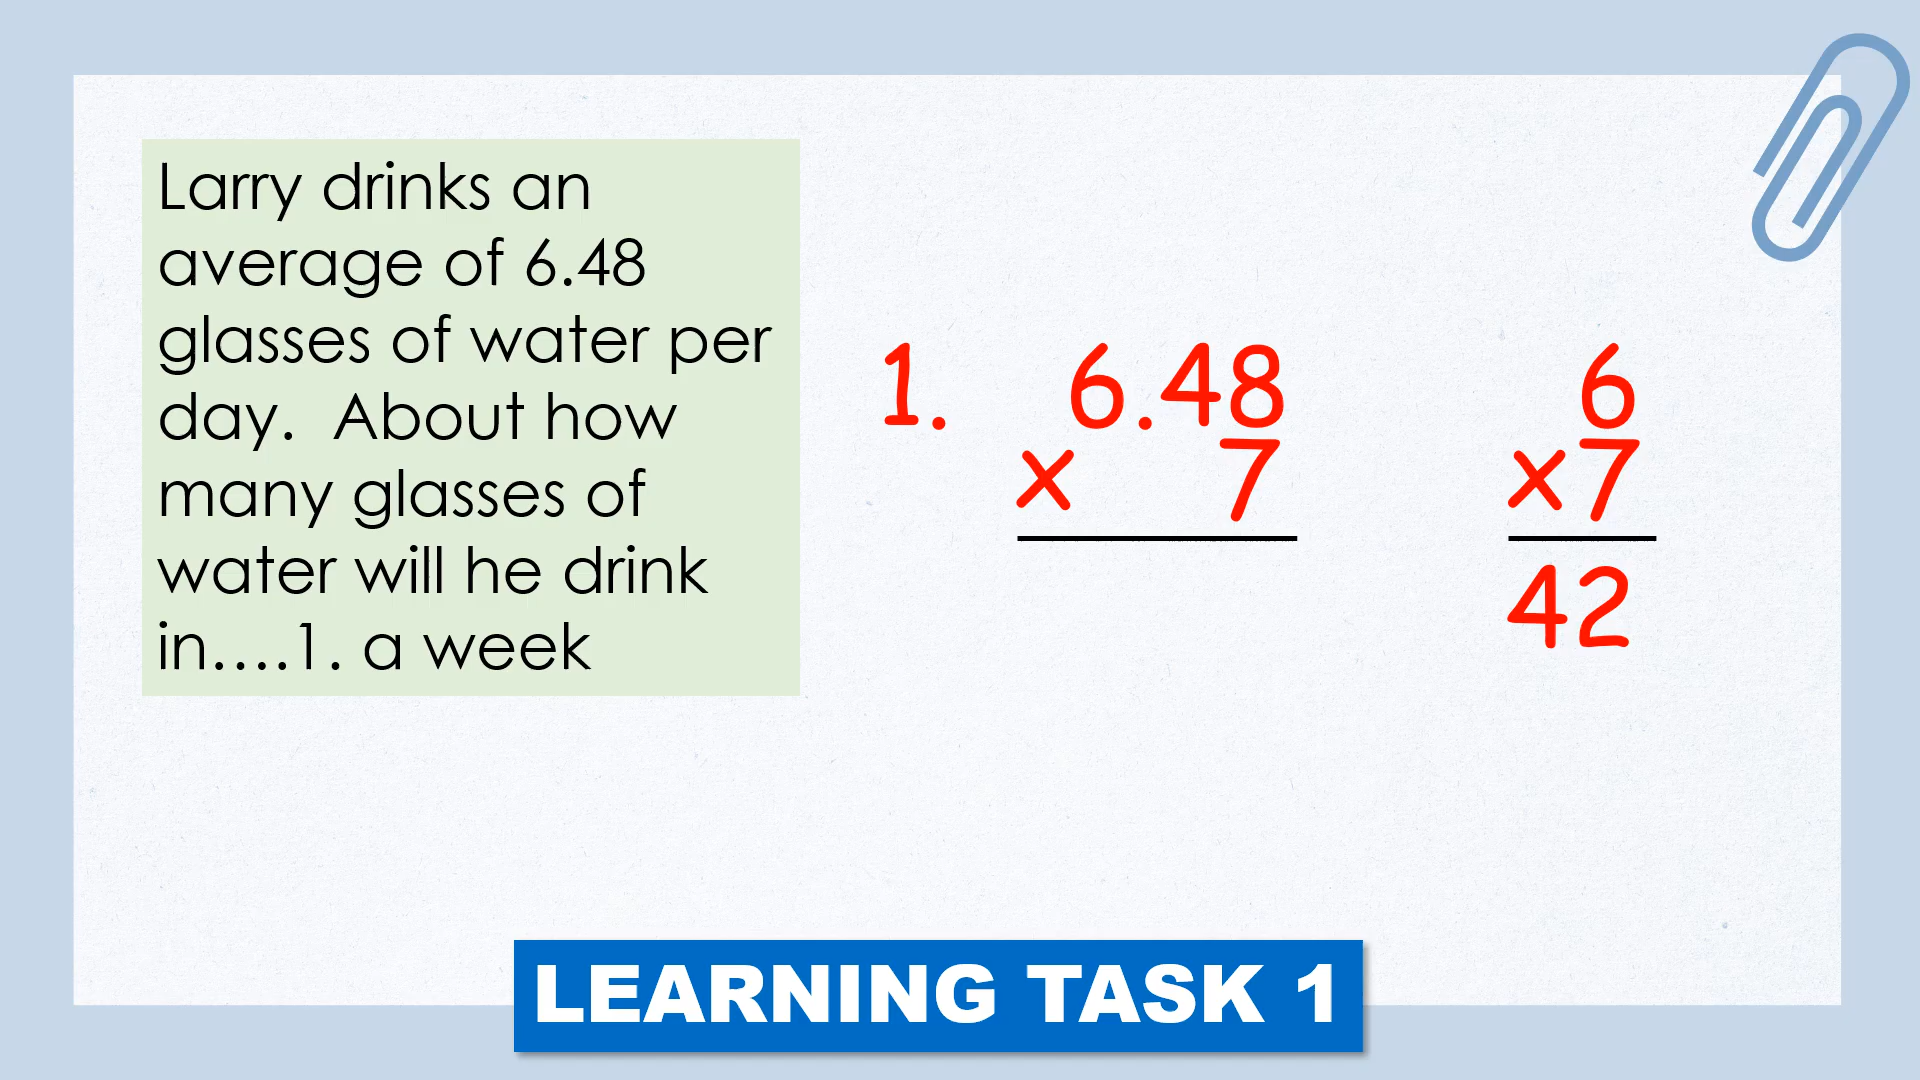 Larry drinks an
average of 6.48
glasses of water per
day.  About how
many glasses of
water will he drink
in....1. a week
1. 6.48
× 7
6
×7
42
LEARNING TASK 1